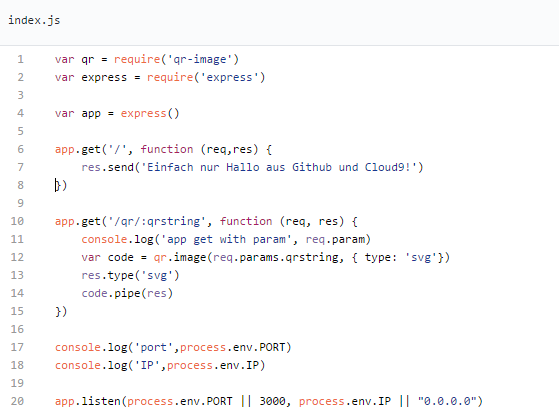 index.js
1 var qr = require('qr-image')
2 var express = require('express')
3
4 var app = express()
5
6 app.get('/', function (req,res) {
7     res.send('Einfach nur Hallo aus Github und Cloud9!')
8 })
9
10 app.get('/qr/:qrstring', function (req, res) {
11     console.log('app get with param', req.param)
12     var code = qr.image(req.params.qrstring, { type: 'svg'})
13     res.type('svg')
14     code.pipe(res)
15 })
16
17 console.log('port',process.env.PORT)
18 console.log('IP',process.env.IP)
19
20 app.listen(process.env.PORT || 3000, process.env.IP || "0.0.0.0")